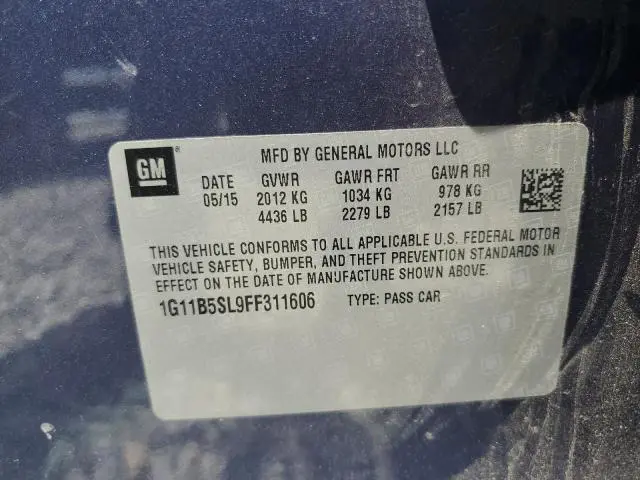 GM ® MFD BY GENERAL MOTORS LLC
DATE GVWR GAWR FRT GAWR RR
05/15 2012 KG 1034 KG 978 KG
4436 LB 2279 LB 2157 LB
THIS VEHICLE CONFORMS TO ALL APPLICABLE U.S. FEDERAL MOTOR
VEHICLE SAFETY, BUMPER, AND THEFT PREVENTION STANDARDS IN
EFFECT ON THE DATE OF MANUFACTURE SHOWN ABOVE.
1G11B5SL9FF311606 TYPE: PASS CAR